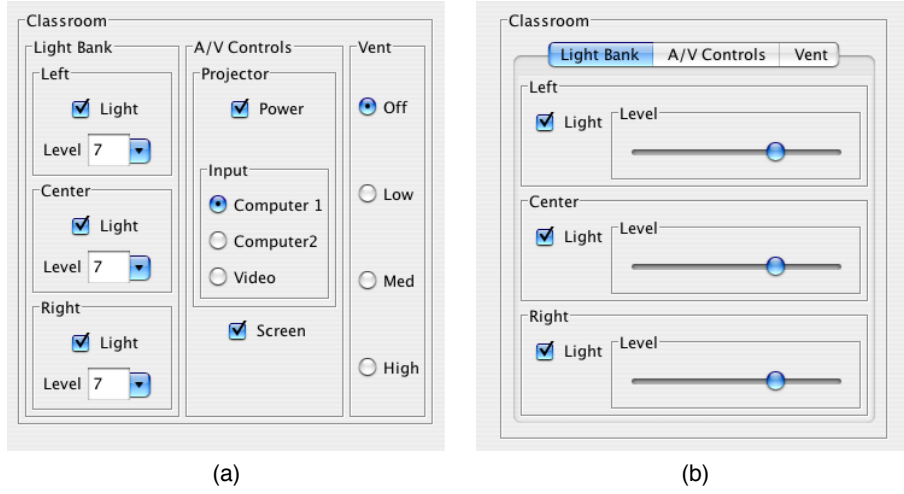 Classroom
Light Bank
Left
Light
Level 7
Center
Light
Level 7
Right
Light
Level 7
A/V Controls
Projector
Power
Input
Computer 1
Computer2
Video
Screen
Vent
Off
Low
Med
High
(a)
Classroom
Light Bank A/V Controls Vent
Left
Light
Level
Center
Light
Level
Right
Light
Level
(b)